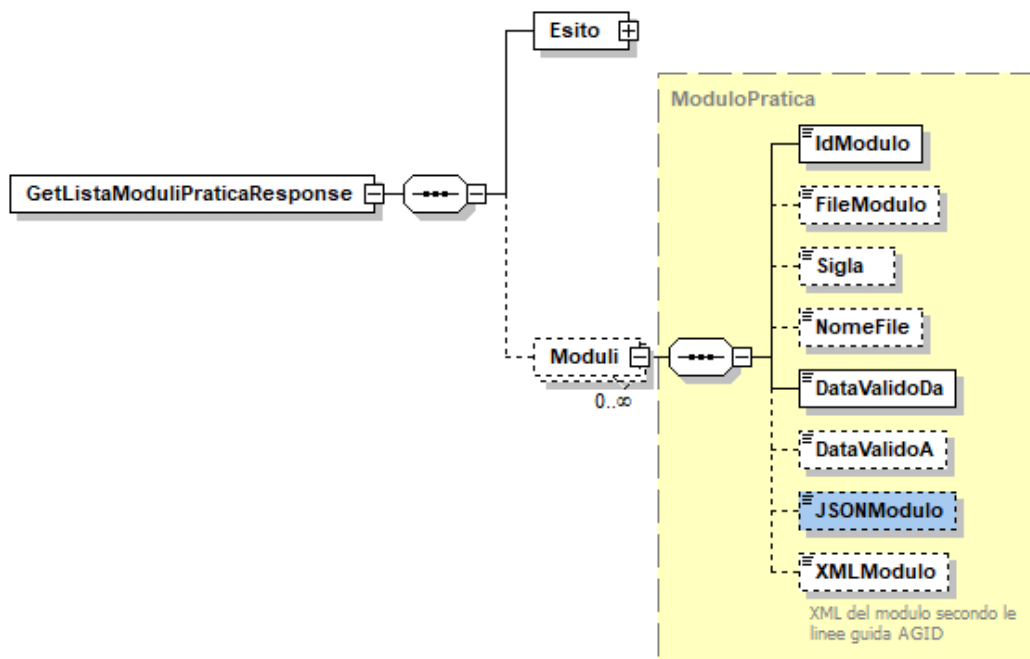 Esito
ModuloPratica
IdModulo
GetListaModuliPraticaResponse
FileModulo
Sigla
NomeFile
Moduli
0..∞
DataValidoDa
DataValidoA
JSONModulo
XMLModulo
XML del modulo secondo le
linee guida AGID